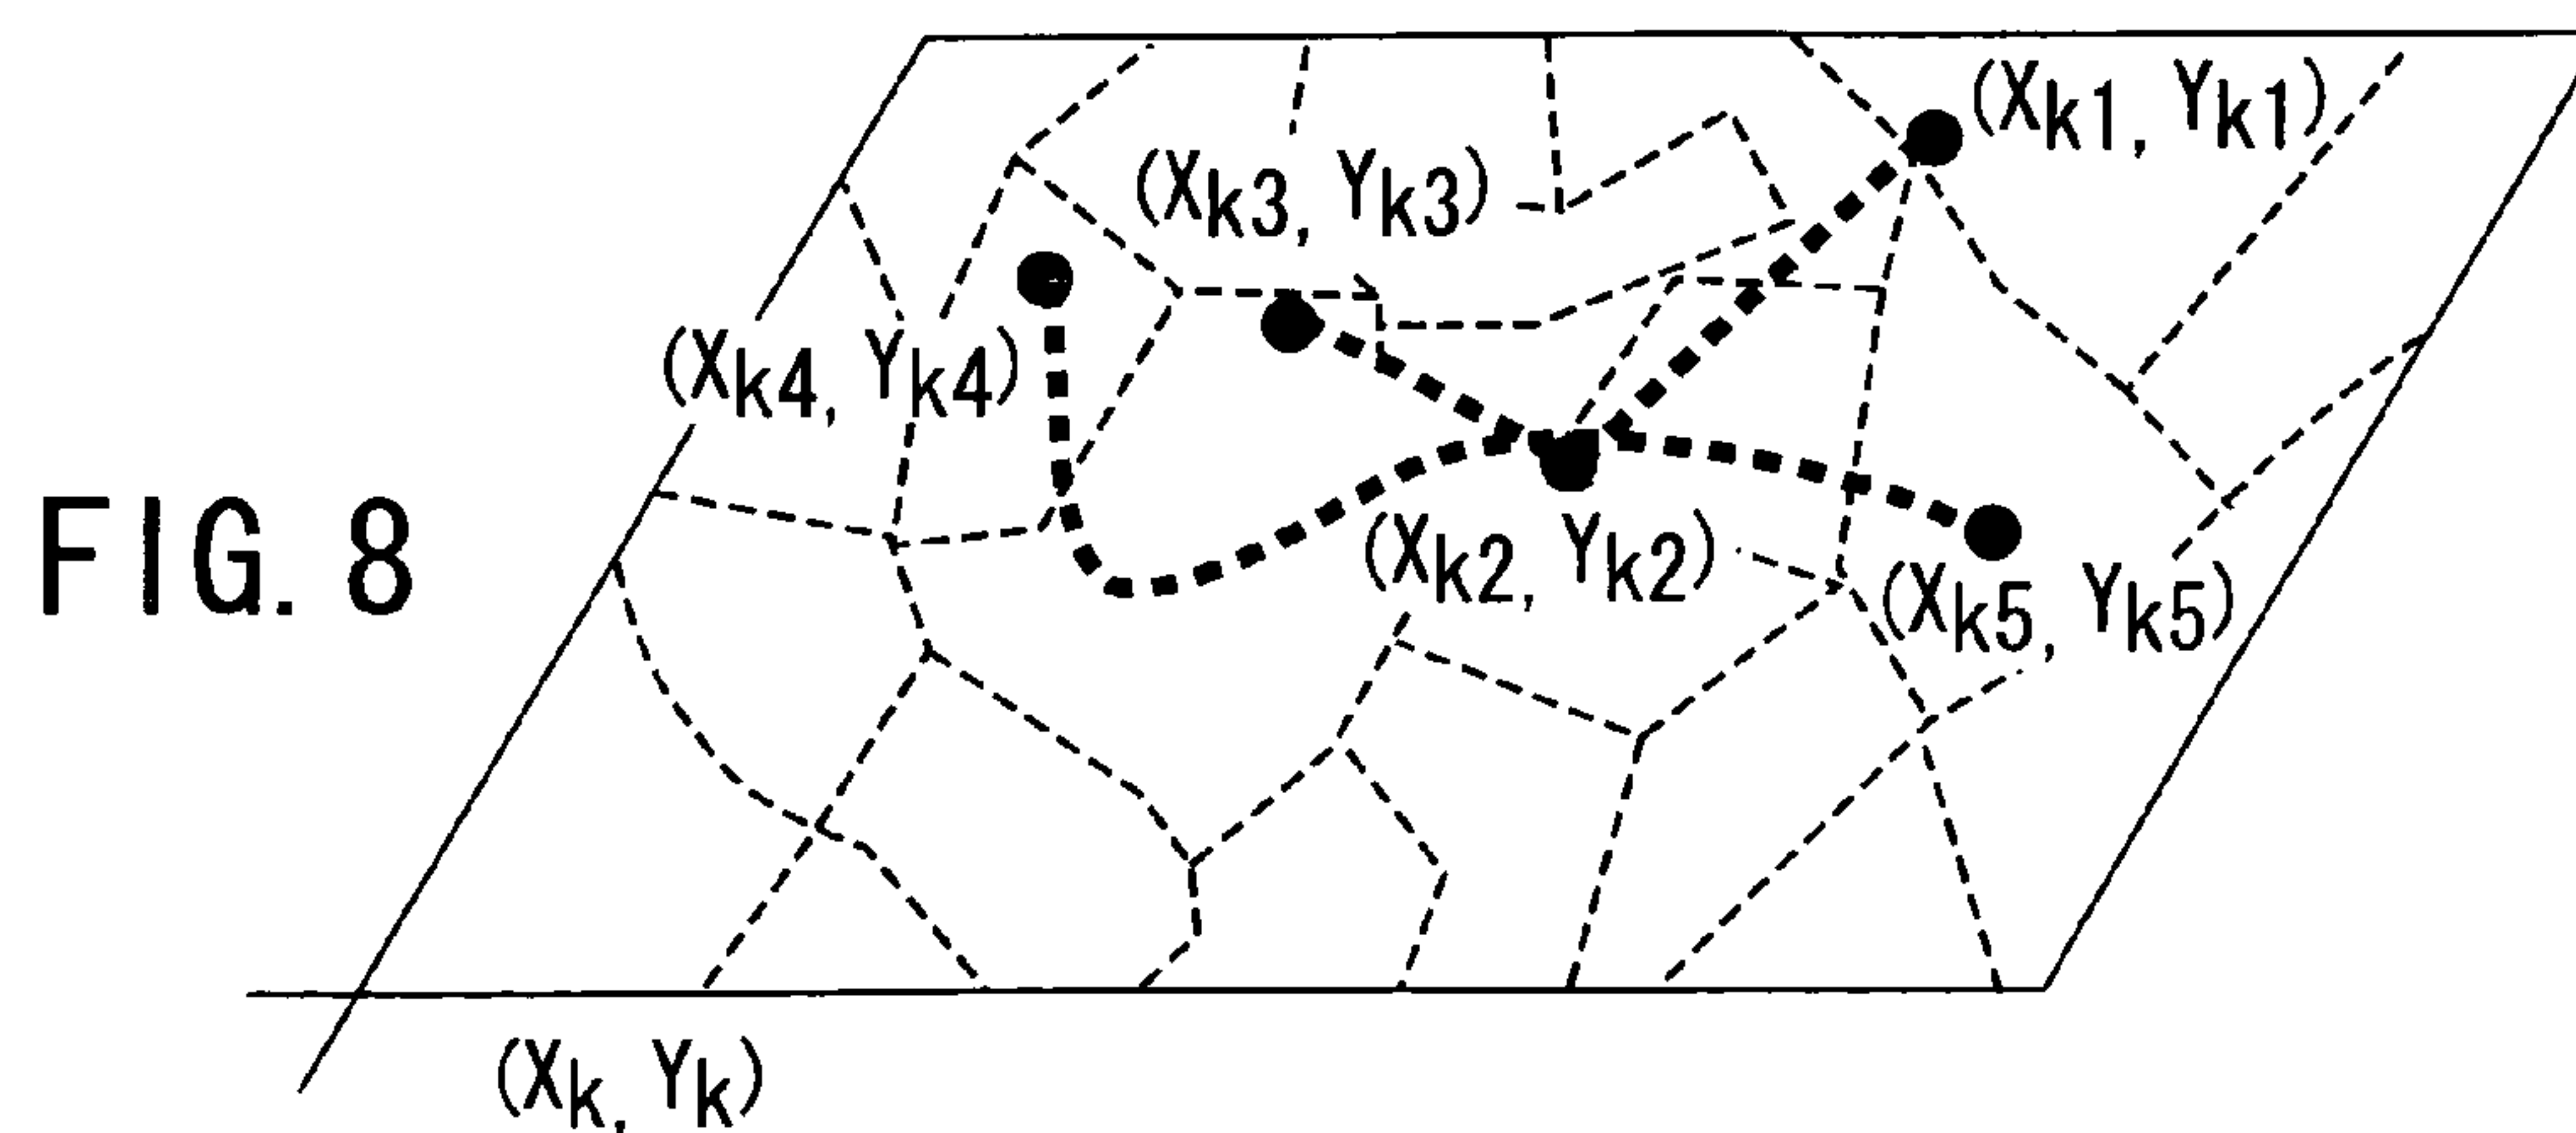 (Xk1, Yk1)
(Xk3, Yk3)
(Xk4, Yk4)
FIG. 8
(Xk2, Yk2)
(Xk5, Yk5)
(Xk, Yk)